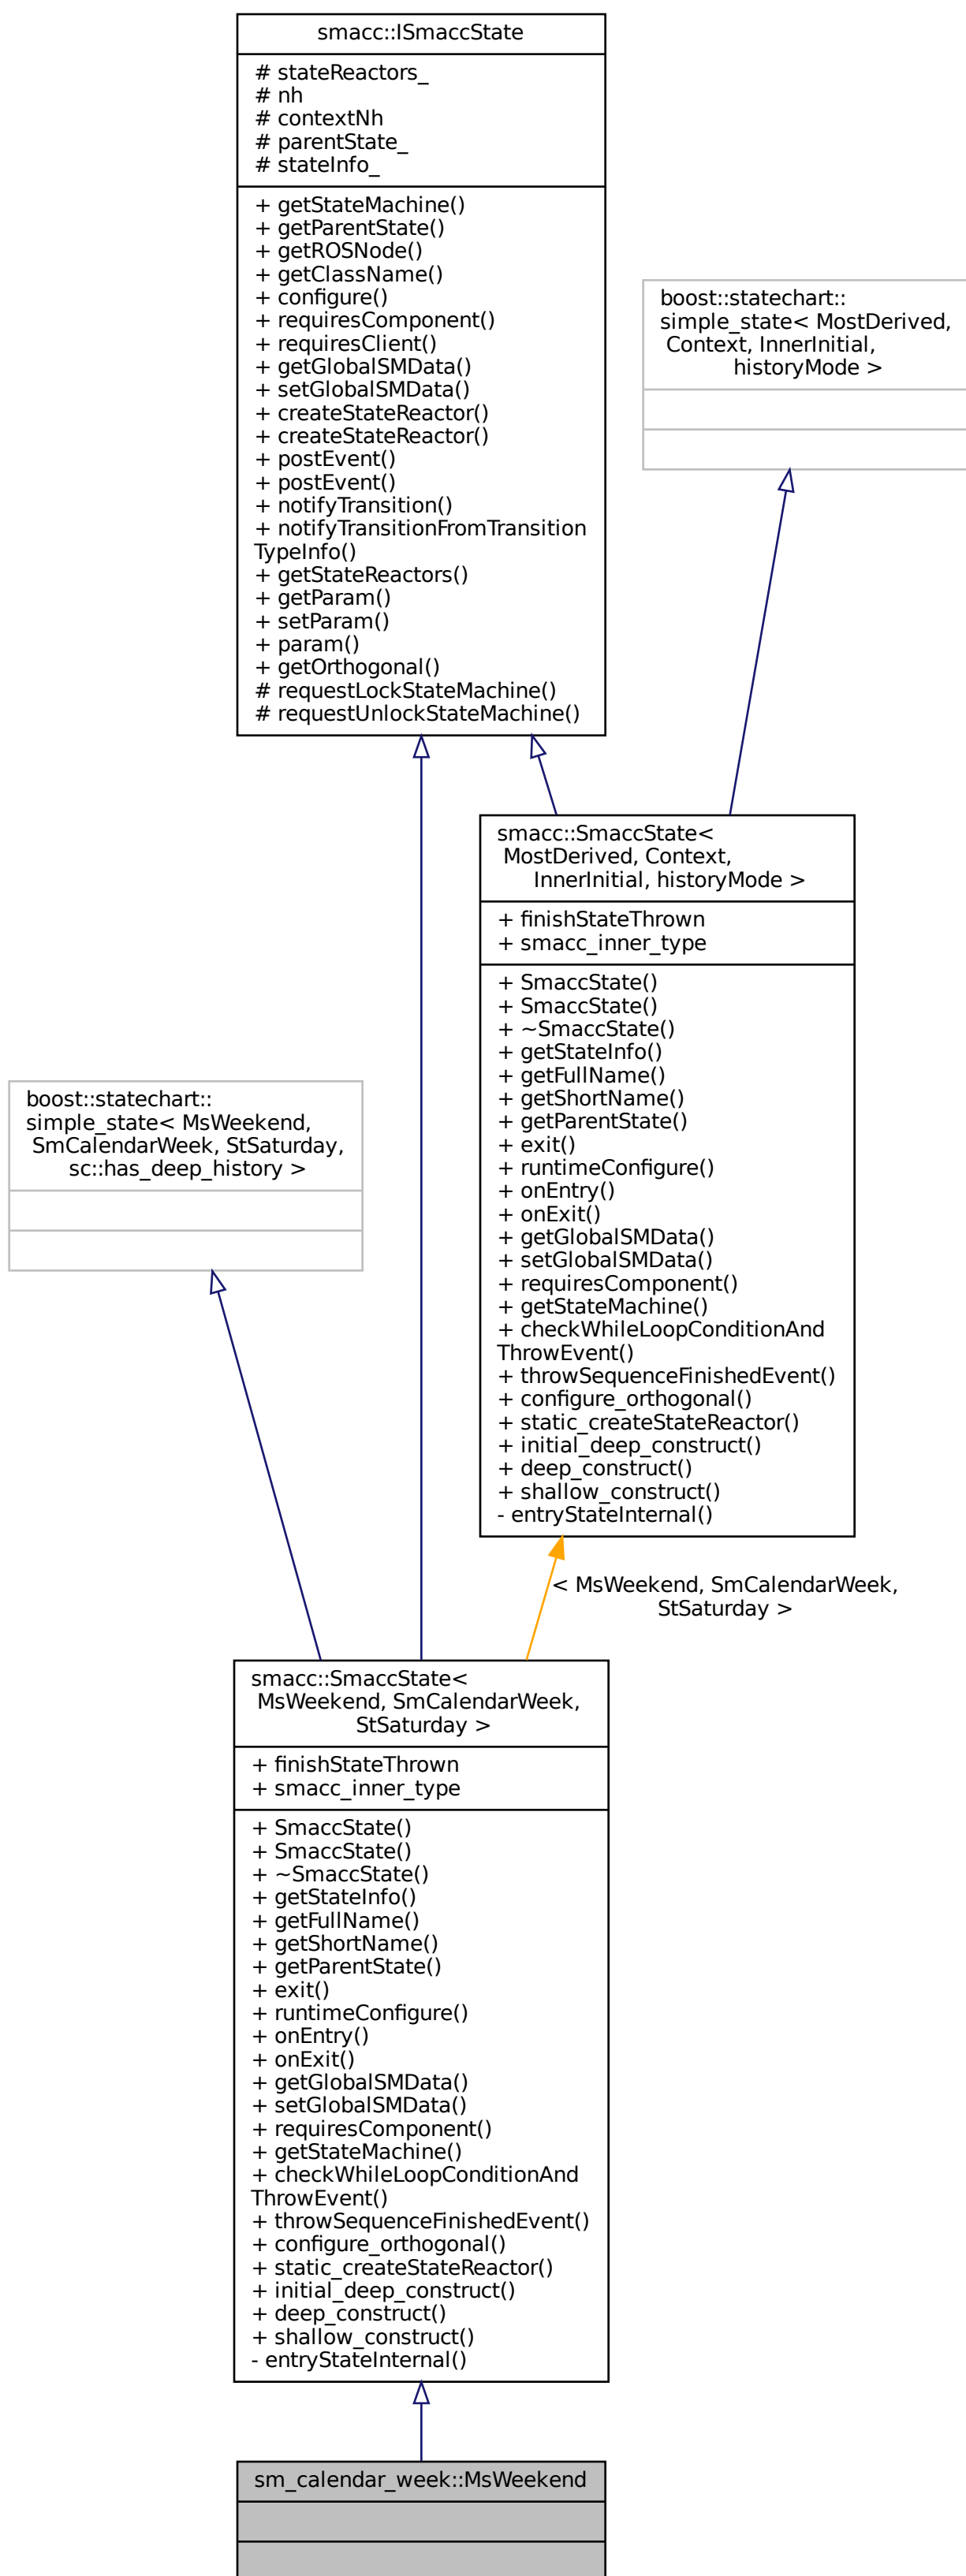 smacc::ISmaccState
# stateReactors_
# nh
# contextNh
# parentState_
# stateInfo_
+ getStateMachine()
+ getParentState()
+ getROSNode()
+ getClassName()
+ configure()
+ requiresComponent()
+ requiresClient()
+ getGlobalSMData()
+ setGlobalSMData()
+ createStateReactor()
+ createStateReactor()
+ postEvent()
+ postEvent()
+ notifyTransition()
+ notifyTransitionFromTransition
TypeInfo()
+ getStateReactors()
+ getParam()
+ setParam()
+ param()
+ getOrthogonal()
# requestLockStateMachine()
# requestUnlockStateMachine()
boost::statechart::
simple_state< MostDerived,
Context, InnerInitial,
historyMode >
smacc::SmaccState<
MostDerived, Context,
InnerInitial, historyMode >
+ finishStateThrown
+ smacc_inner_type
+ SmaccState()
+ SmaccState()
+ ~SmaccState()
+ getStateInfo()
+ getFullName()
+ getShortName()
+ getParentState()
+ exit()
+ runtimeConfigure()
+ onEntry()
+ onExit()
+ getGlobalSMData()
+ setGlobalSMData()
+ requiresComponent()
+ getStateMachine()
+ checkWhileLoopConditionAnd
ThrowEvent()
+ throwSequenceFinishedEvent()
+ configure_orthogonal()
+ static_createStateReactor()
+ initial_deep_construct()
+ deep_construct()
+ shallow_construct()
- entryStateInternal()
boost::statechart::
simple_state< MsWeekend,
SmCalendarWeek, StSaturday,
sc::has_deep_history >
< MsWeekend, SmCalendarWeek,
StSaturday >
smacc::SmaccState<
MsWeekend, SmCalendarWeek,
StSaturday >
+ finishStateThrown
+ smacc_inner_type
+ SmaccState()
+ SmaccState()
+ ~SmaccState()
+ getStateInfo()
+ getFullName()
+ getShortName()
+ getParentState()
+ exit()
+ runtimeConfigure()
+ onEntry()
+ onExit()
+ getGlobalSMData()
+ setGlobalSMData()
+ requiresComponent()
+ getStateMachine()
+ checkWhileLoopConditionAnd
ThrowEvent()
+ throwSequenceFinishedEvent()
+ configure_orthogonal()
+ static_createStateReactor()
+ initial_deep_construct()
+ deep_construct()
+ shallow_construct()
- entryStateInternal()
sm_calendar_week::MsWeekend